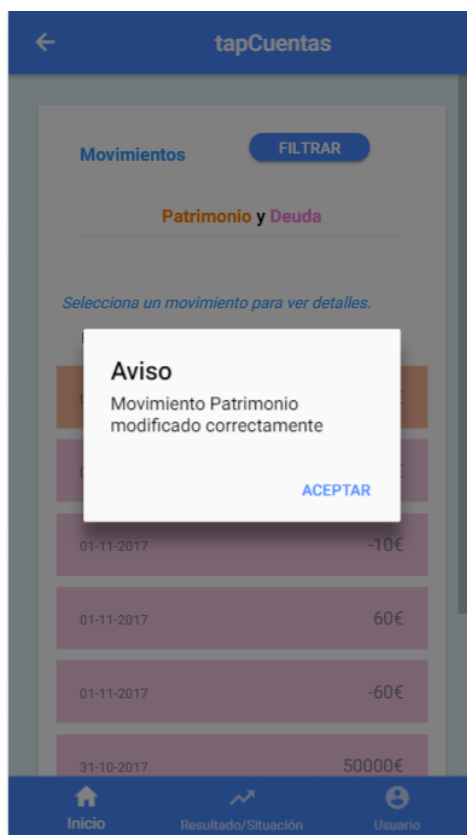 tapCuentas
Movimientos
FILTRAR
Patrimonio y Deuda
Selecciona un movimiento para ver detalles.
Aviso
Movimiento Patrimonio
modificado correctamente
ACEPTAR
01-11-2017 -10€
01-11-2017 60€
01-11-2017 -60€
31-10-2017 50000€
Inicio Resultado/Situación Usuario